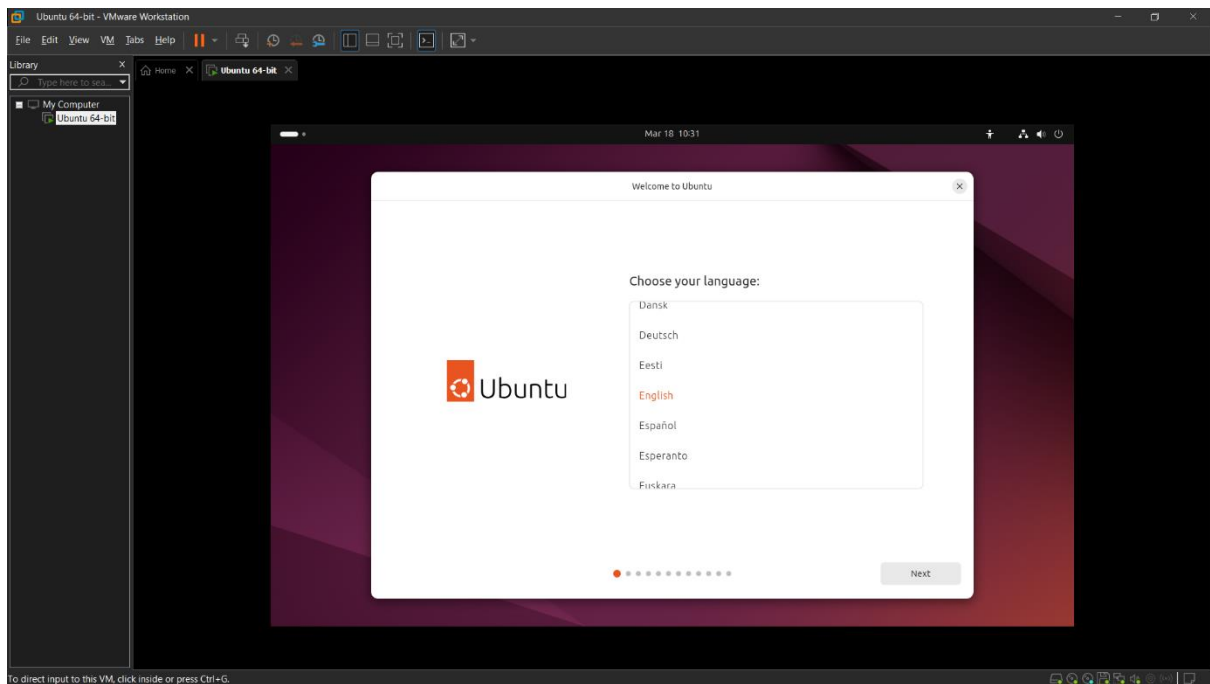 Ubuntu 64-bit - VMware Workstation
File Edit View VM Tabs Help
Library X
Type here to sea...
My Computer
Ubuntu 64-bit
Home X Ubuntu 64-bit X
Mar 18 10:31
Welcome to Ubuntu
Ubuntu
Choose your language:
Dansk
Deutsch
Eesti
English
Español
Esperanto
Euskara
Next
To direct input to this VM, click inside or press Ctrl+G.